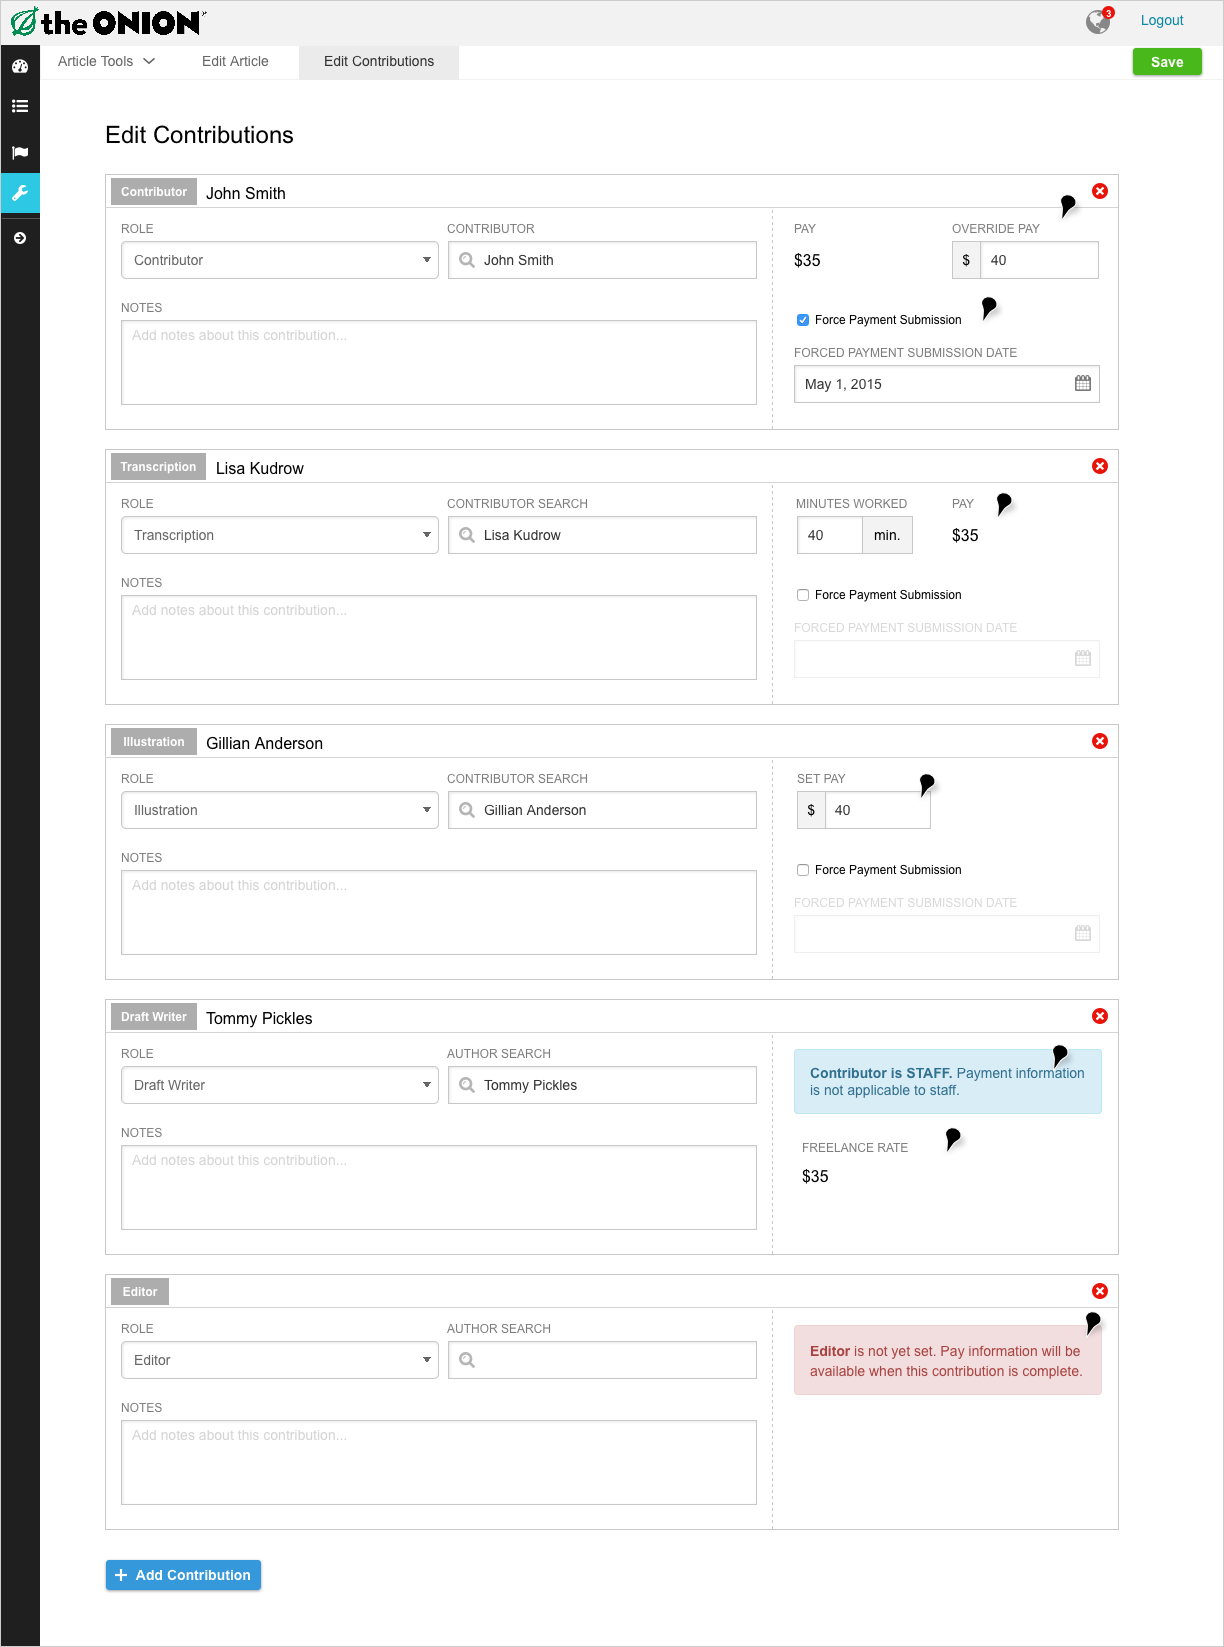 the ONION
3
Logout
Article Tools
Edit Article
Edit Contributions
Save
Edit Contributions
Contributor
John Smith
ROLE
CONTRIBUTOR
PAY
OVERRIDE PAY
Contributor
John Smith
$35
$ 40
NOTES
Add notes about this contribution...
Force Payment Submission
FORCED PAYMENT SUBMISSION DATE
May 1, 2015
Transcription
Lisa Kudrow
ROLE
CONTRIBUTOR SEARCH
MINUTES WORKED
PAY
Transcription
Lisa Kudrow
40 min.
$35
NOTES
Add notes about this contribution...
Force Payment Submission
FORCED PAYMENT SUBMISSION DATE
Illustration
Gillian Anderson
ROLE
CONTRIBUTOR SEARCH
SET PAY
Illustration
Gillian Anderson
$ 40
NOTES
Add notes about this contribution...
Force Payment Submission
FORCED PAYMENT SUBMISSION DATE
Draft Writer
Tommy Pickles
ROLE
AUTHOR SEARCH
Draft Writer
Tommy Pickles
Contributor is STAFF. Payment information
is not applicable to staff.
NOTES
Add notes about this contribution...
FREELANCE RATE
$35
Editor
ROLE
AUTHOR SEARCH
Editor
Editor is not yet set. Pay information will be
available when this contribution is complete.
NOTES
Add notes about this contribution...
Add Contribution